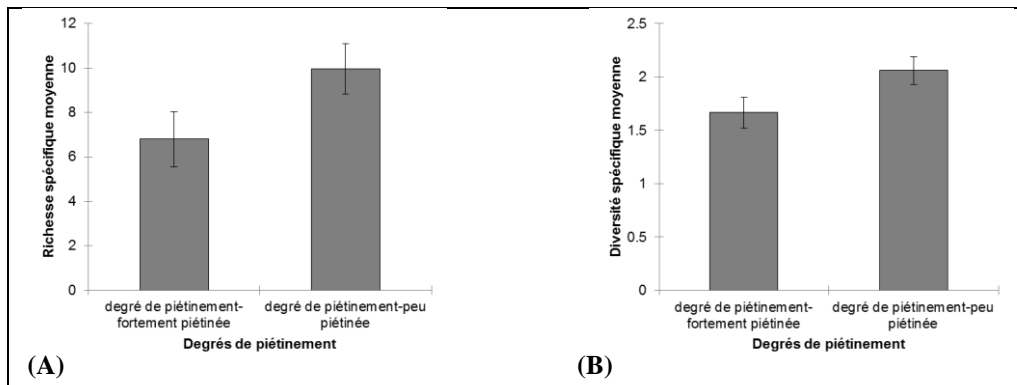 12
10
8
6
4
2
0
Richesse spécifique moyenne
degré de piétinement-
fortement piétinée
degré de piétinement-peu
piétinée
Degrés de piétinement
(A)
2.5
2
1.5
1
0.5
0
Diversité spécifique moyenne
degré de piétinement-
fortement piétinée
degré de piétinement-peu
piétinée
Degrés de piétinement
(B)